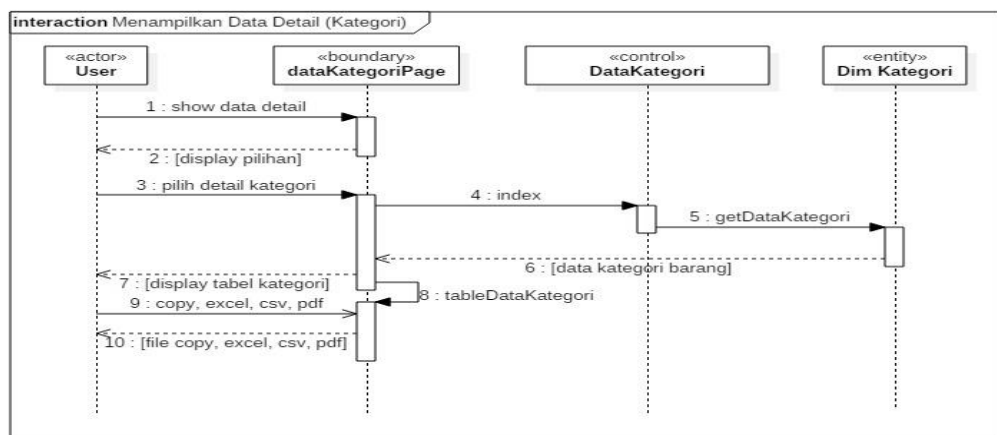 interaction Menampilkan Data Detail (Kategori)
«actor»
User
«boundary»
dataKategoriPage
«control»
DataKategori
«entity»
Dim Kategori
1 : show data detail
2 : [display pilihan]
3 : pilih detail kategori
4 : index
5 : getDataKategori
6 : [data kategori barang]
7 : [display tabel kategori]
8 : tableDataKategori
9 : copy, excel, csv, pdf
10 : [file copy, excel, csv, pdf]